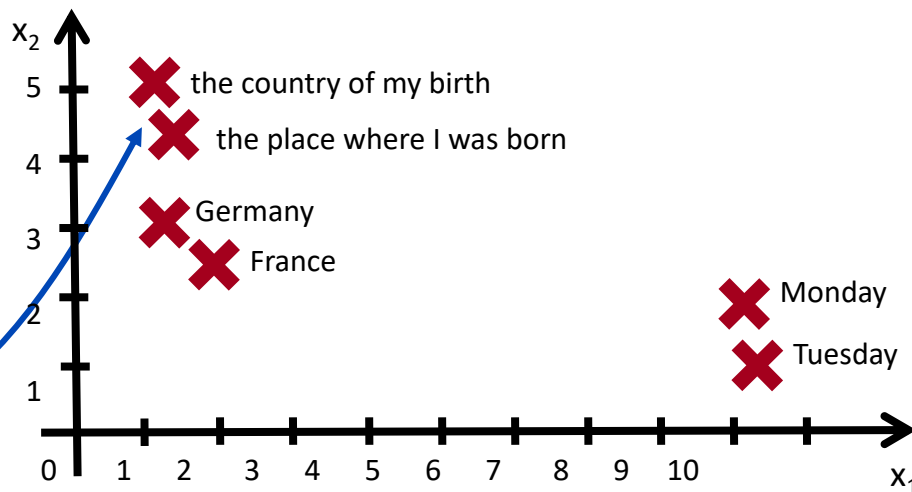 x₂
5
the country of my birth
the place where I was born
4
Germany
3
France
Monday
2
Tuesday
1
0 1 2 3 4 5 6 7 8 9 10
x₁